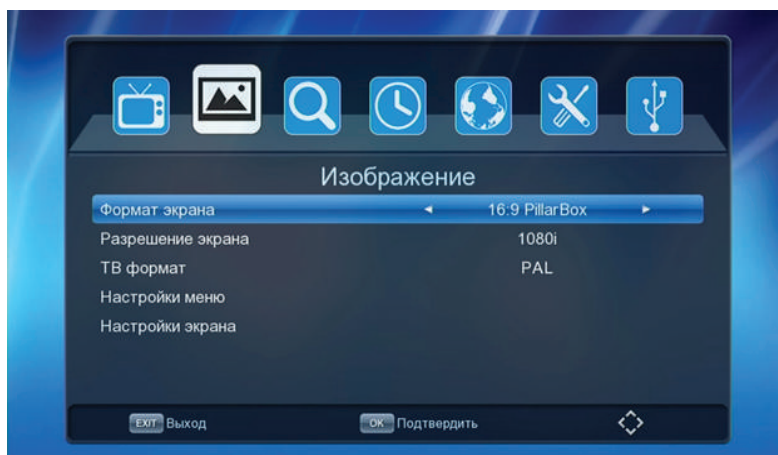 Изображение
Формат экрана 16:9 PillarBox
Разрешение экрана 1080i
ТВ формат PAL
Настройки меню
Настройки экрана
EXIT Выход OK Подтвердить